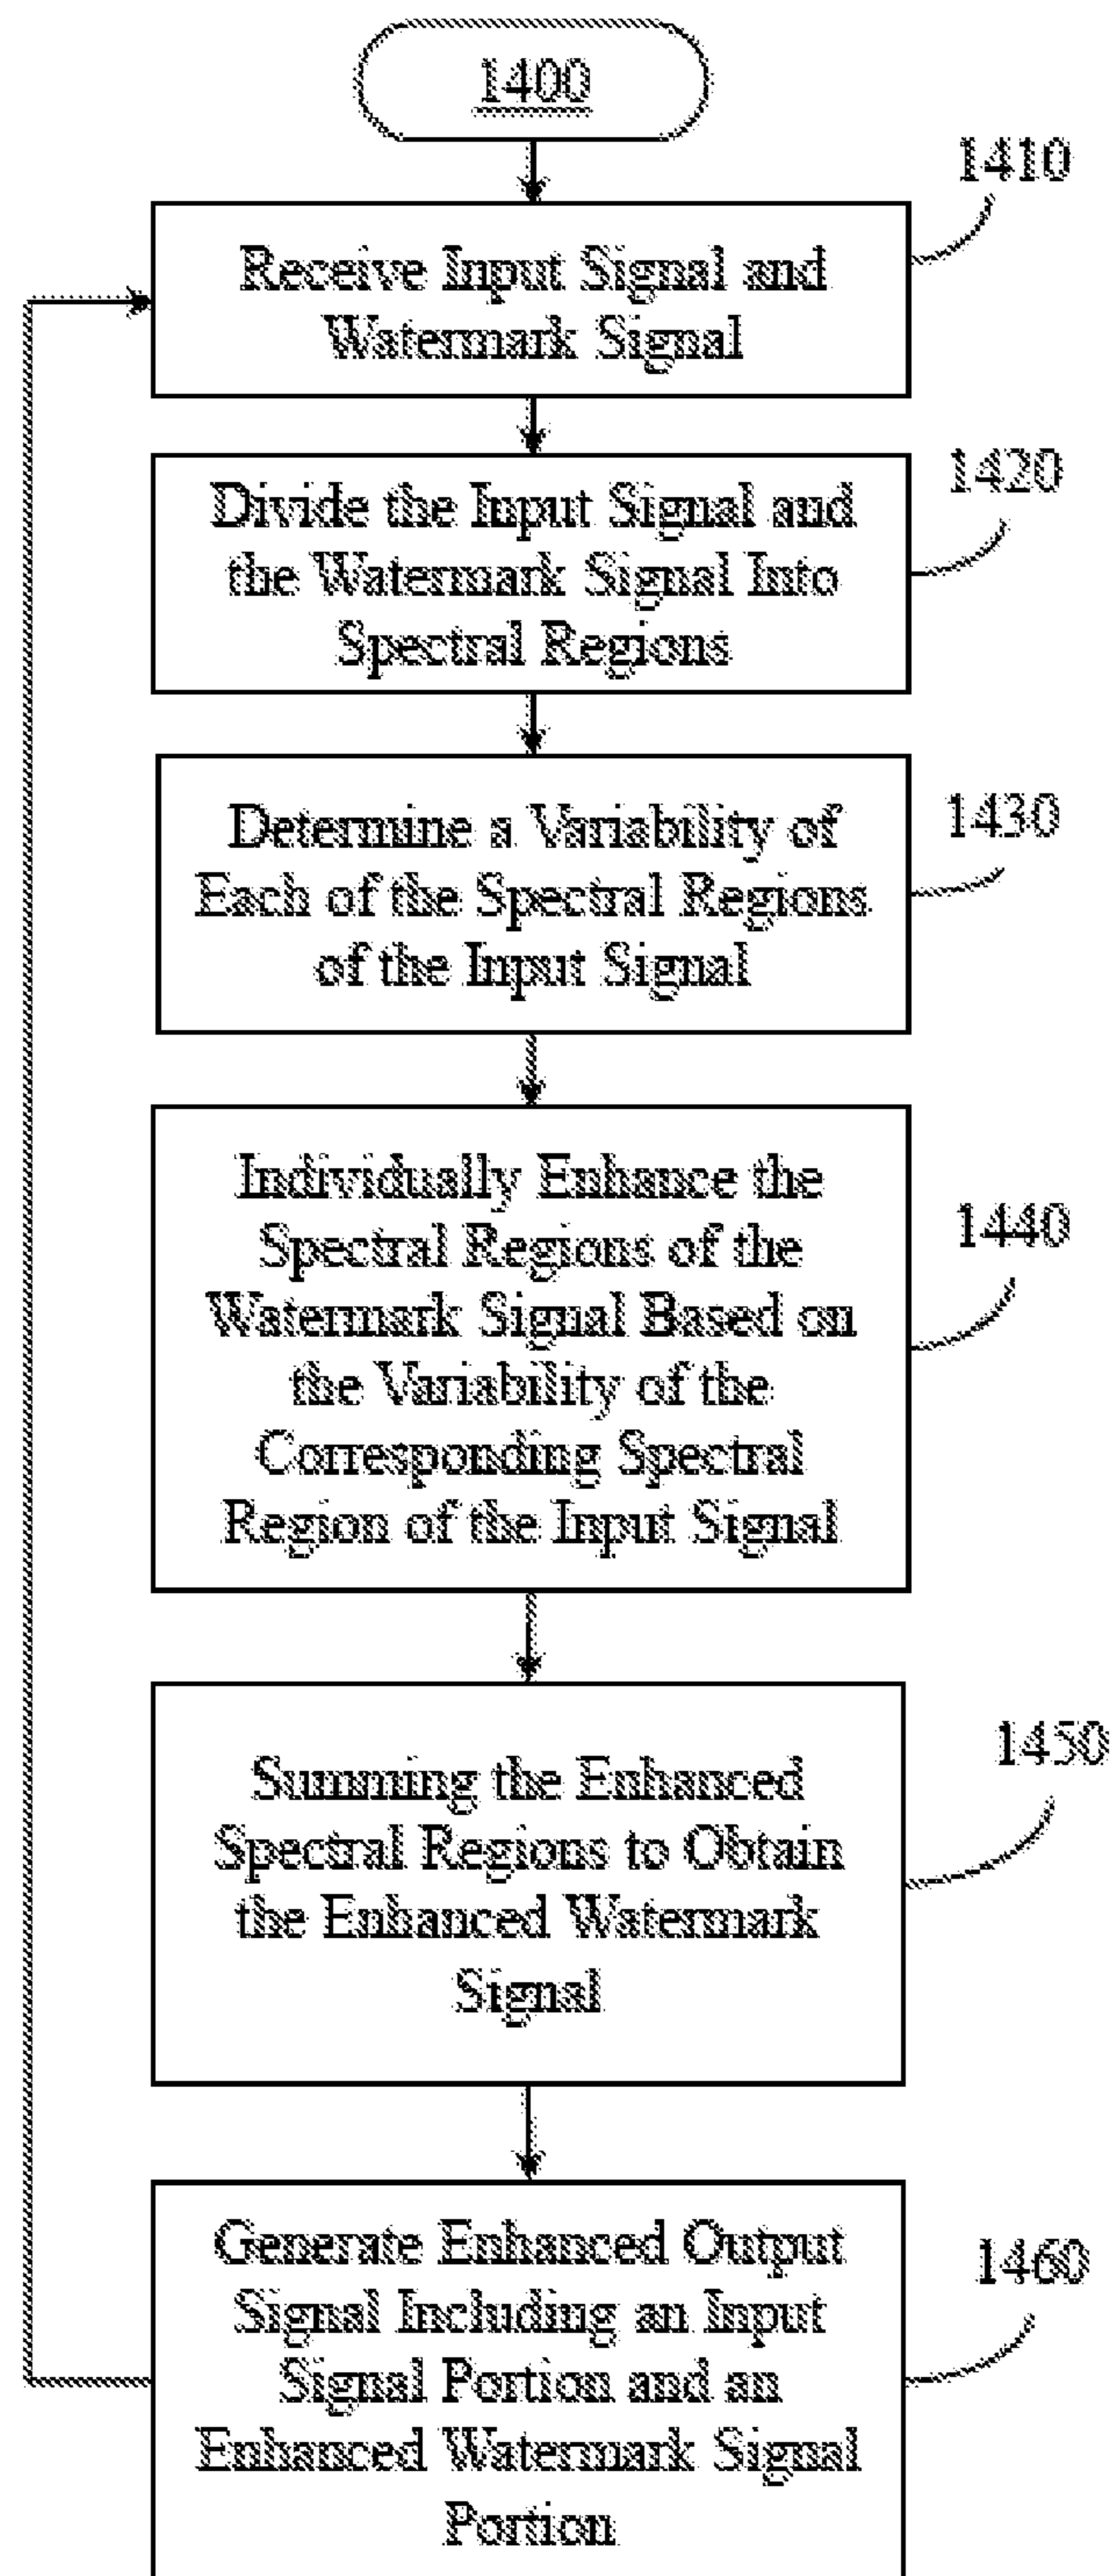 1400
1410
Receive Input Signal and
Watermark Signal
1420
Divide the Input Signal and
the Watermark Signal Into
Spectral Regions
1430
Determine a Variability of
Each of the Spectral Regions
of the Input Signal
1440
Individually Enhance the
Spectral Regions of the
Watermark Signal Based on
the Variability of the
Corresponding Spectral
Region of the Input Signal
1450
Summing the Enhanced
Spectral Regions to Obtain
the Enhanced Watermark
Signal
1460
Generate Enhanced Output
Signal Including an Input
Signal Portion and an
Enhanced Watermark Signal
Portion